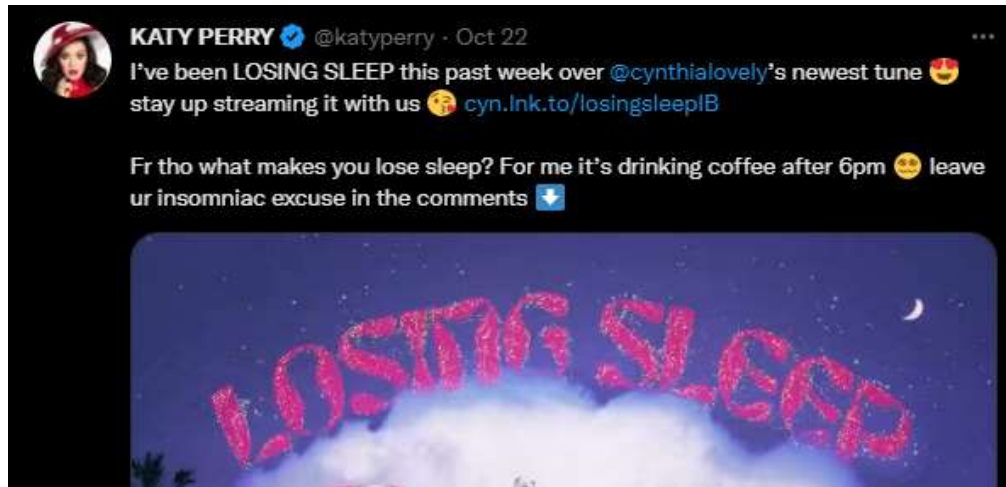 KATY PERRY @katyperry · Oct 22
I've been LOSING SLEEP this past week over @cynthialovely's newest tune 😍
stay up streaming it with us 😘 cyn.lnk.to/losingsleepIB
Fr tho what makes you lose sleep? For me it's drinking coffee after 6pm 😵‍💫 leave
ur insomniac excuse in the comments ⬇️
LOSING SLEEP